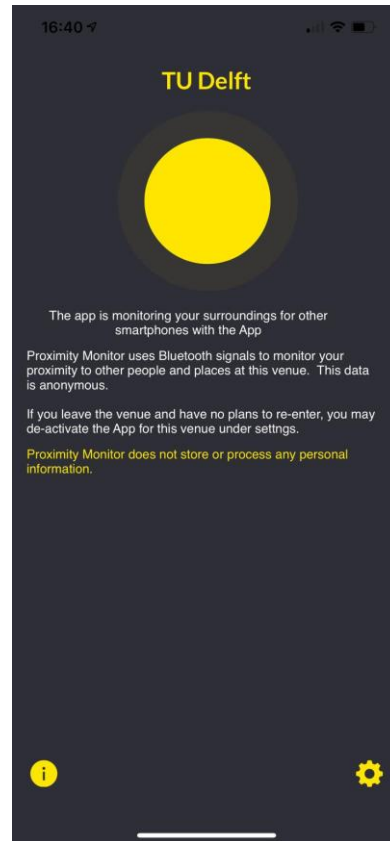 16:40
TU Delft
The app is monitoring your surroundings for other
smartphones with the App
Proximity Monitor uses Bluetooth signals to monitor your
proximity to other people and places at this venue.  This data
is anonymous.
If you leave the venue and have no plans to re-enter, you may
de-activate the App for this venue under settngs.
Proximity Monitor does not store or process any personal
information.
i